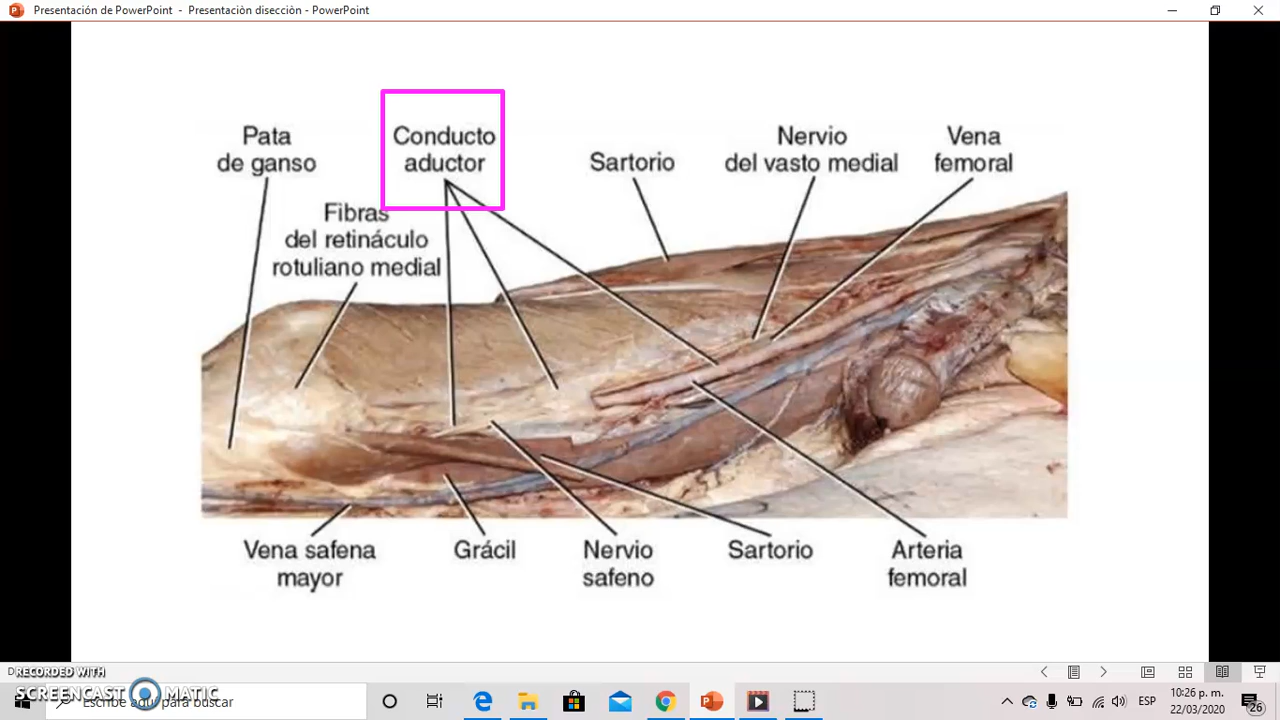 Presentación de PowerPoint - Presentaciòn disecciòn - PowerPoint
Pata
de ganso
Conducto
aductor
Sartorio
Nervio
del vasto medial
Vena
femoral
Fibras
del retináculo
rotuliano medial
Vena safena
mayor
Grácil
Nervio
safeno
Sartorio
Arteria
femoral
RECORDED WITH
SCREENCAST MATIC
Escribe aquí para buscar
ESP
10:26 p. m.
22/03/2020
26